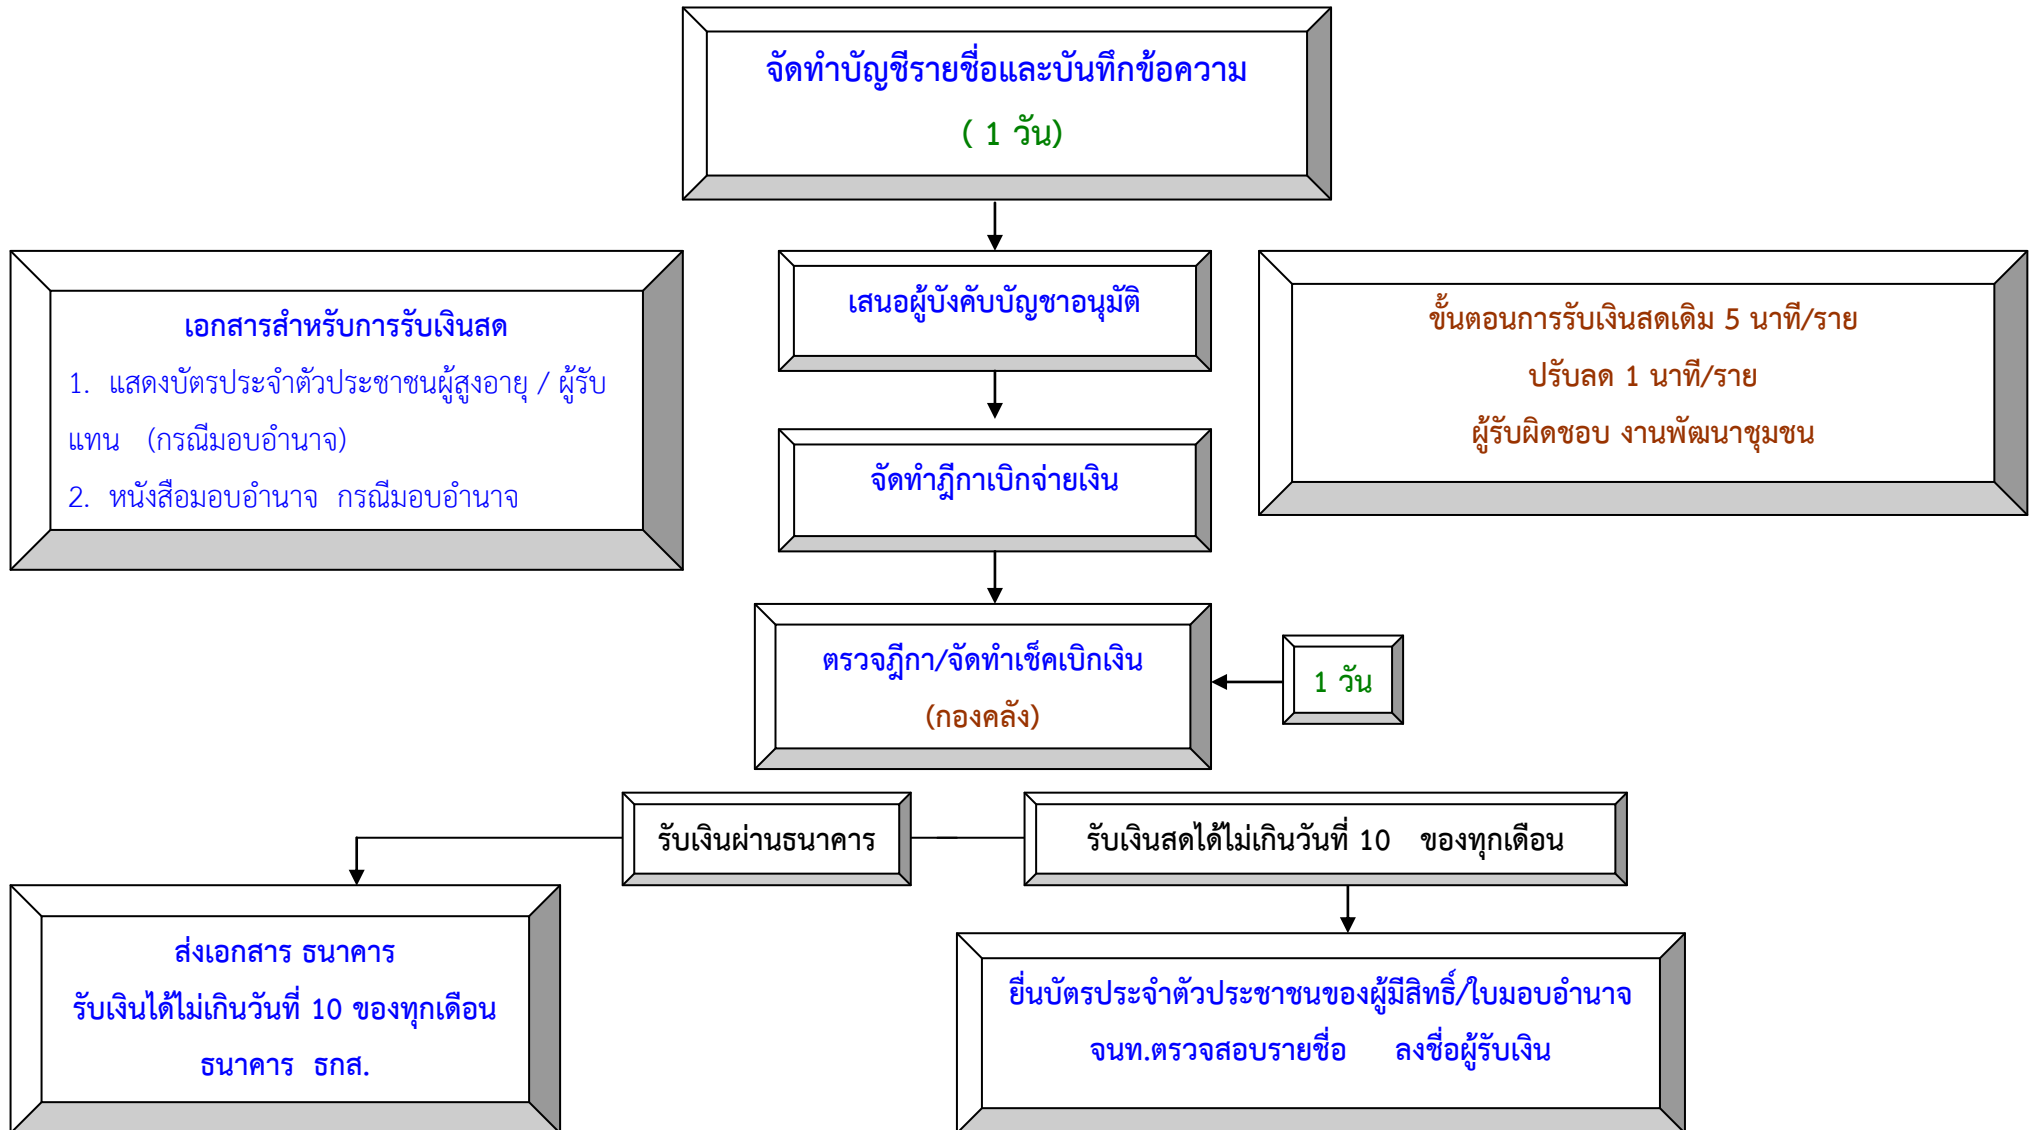 จัดทำบัญชีรายชื่อและบันทึกข้อความ
( 1 วัน)
เสนอผู้บังคับบัญชาอนุมัติ
เอกสารสำหรับการรับเงินสด
1. แสดงบัตรประจำตัวประชาชนผู้สูงอายุ / ผู้รับ
แทน (กรณีมอบอำนาจ)
2. หนังสือมอบอำนาจ กรณีมอบอำนาจ
ขั้นตอนการรับเงินสดเดิม 5 นาที/ราย
ปรับลด 1 นาที/ราย
ผู้รับผิดชอบ งานพัฒนาชุมชน
จัดทำฎีกาเบิกจ่ายเงิน
ตรวจฎีกา/จัดทำเช็คเบิกเงิน
(กองคลัง)
1 วัน
รับเงินผ่านธนาคาร
รับเงินสดได้ไม่เกินวันที่ 10 ของทุกเดือน
ส่งเอกสาร ธนาคาร
รับเงินได้ไม่เกินวันที่ 10 ของทุกเดือน
ธนาคาร ธกส.
ยื่นบัตรประจำตัวประชาชนของผู้มีสิทธิ์/ใบมอบอำนาจ
จนท.ตรวจสอบรายชื่อ ลงชื่อผู้รับเงิน